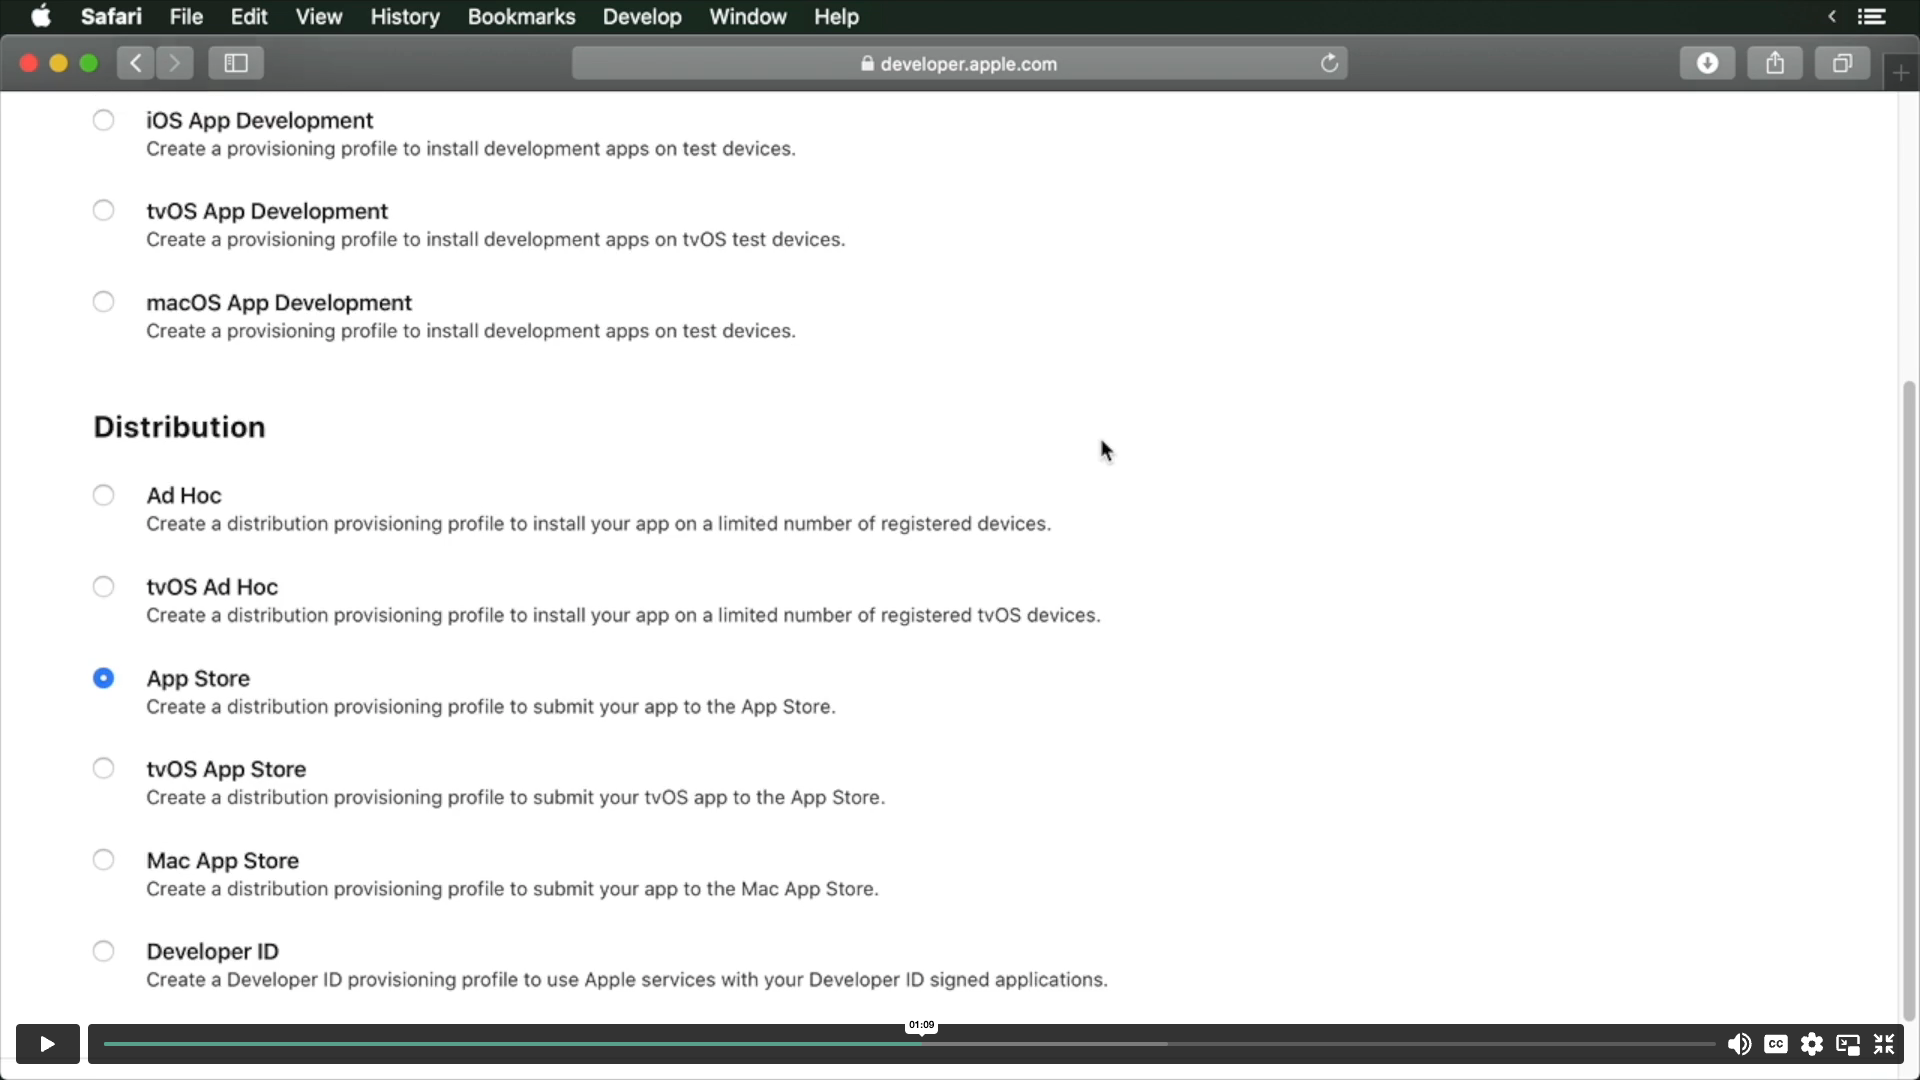 Safari File Edit View History Bookmarks Develop Window Help
developer.apple.com
iOS App Development
Create a provisioning profile to install development apps on test devices.
tvOS App Development
Create a provisioning profile to install development apps on tvOS test devices.
macOS App Development
Create a provisioning profile to install development apps on test devices.
Distribution
Ad Hoc
Create a distribution provisioning profile to install your app on a limited number of registered devices.
tvOS Ad Hoc
Create a distribution provisioning profile to install your app on a limited number of registered tvOS devices.
App Store
Create a distribution provisioning profile to submit your app to the App Store.
tvOS App Store
Create a distribution provisioning profile to submit your tvOS app to the App Store.
Mac App Store
Create a distribution provisioning profile to submit your app to the Mac App Store.
Developer ID
Create a Developer ID provisioning profile to use Apple services with your Developer ID signed applications.
01:09
CC